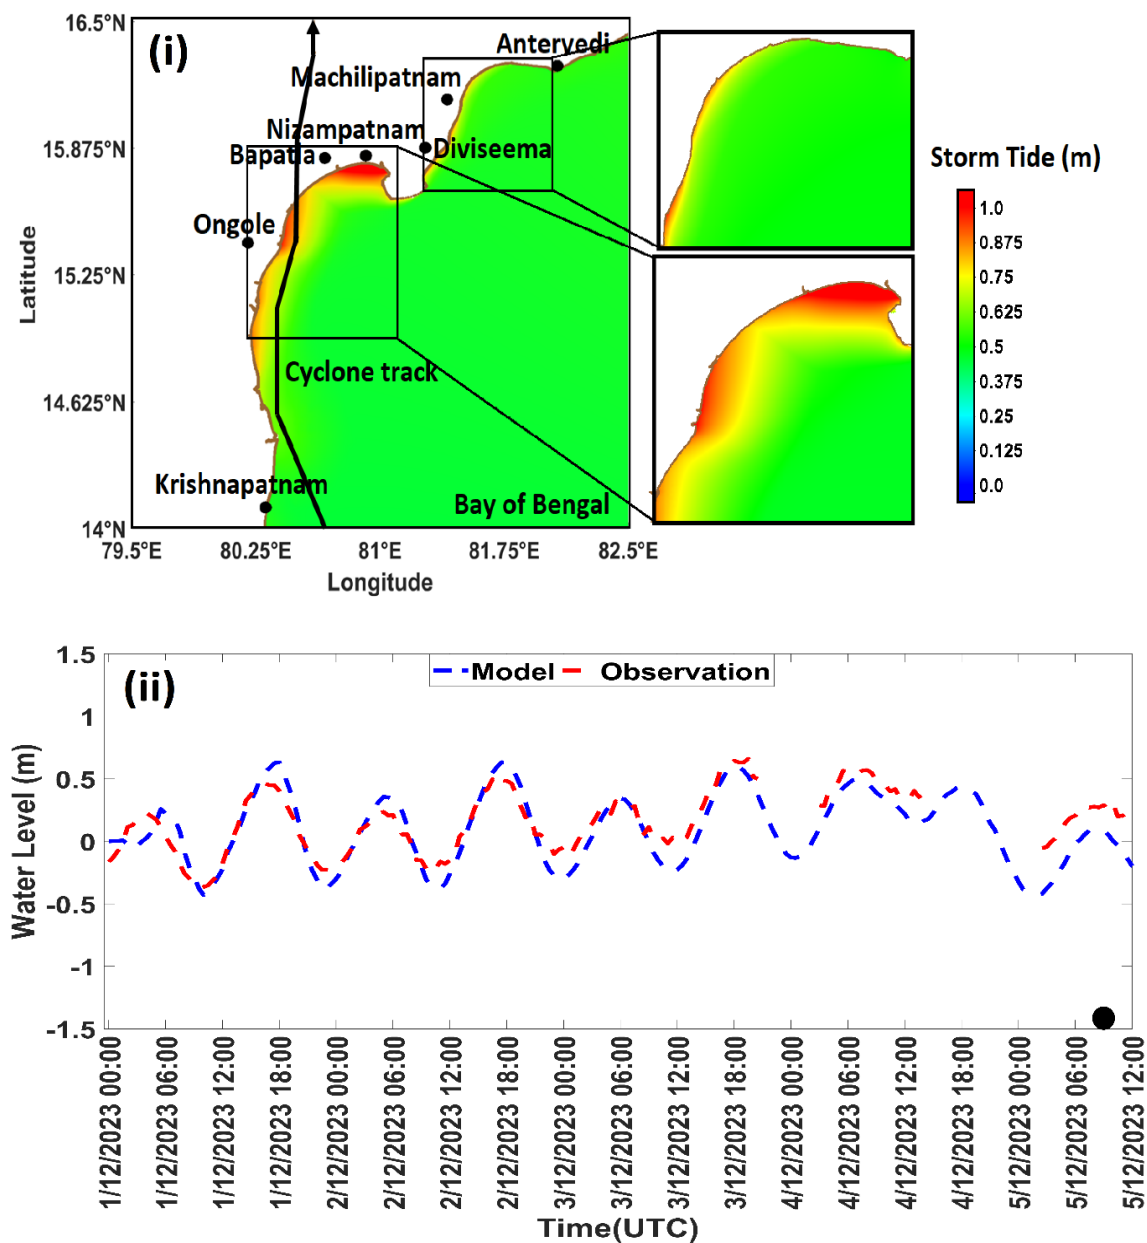 16.5°N
(i)
Antervedi
Machilipatnam
Nizampatnam
15.875°N
Bapatla
Diviseema
Ongole
Latitude
15.25°N
Cyclone track
14.625°N
Krishnapatnam
Bay of Bengal
14°N
79.5°E
80.25°E
81°E
81.75°E
82.5°E
Longitude
Storm Tide (m)
1.0
0.875
0.75
0.625
0.5
0.375
0.25
0.125
0.0
(ii)
Model
Observation
Water Level (m)
1.5
1
0.5
0
-0.5
-1
-1.5
1/12/2023 00:00
1/12/2023 06:00
1/12/2023 12:00
1/12/2023 18:00
2/12/2023 00:00
2/12/2023 06:00
2/12/2023 12:00
2/12/2023 18:00
3/12/2023 00:00
3/12/2023 06:00
3/12/2023 12:00
3/12/2023 18:00
4/12/2023 00:00
4/12/2023 06:00
4/12/2023 12:00
4/12/2023 18:00
5/12/2023 00:00
5/12/2023 06:00
5/12/2023 12:00
Time(UTC)